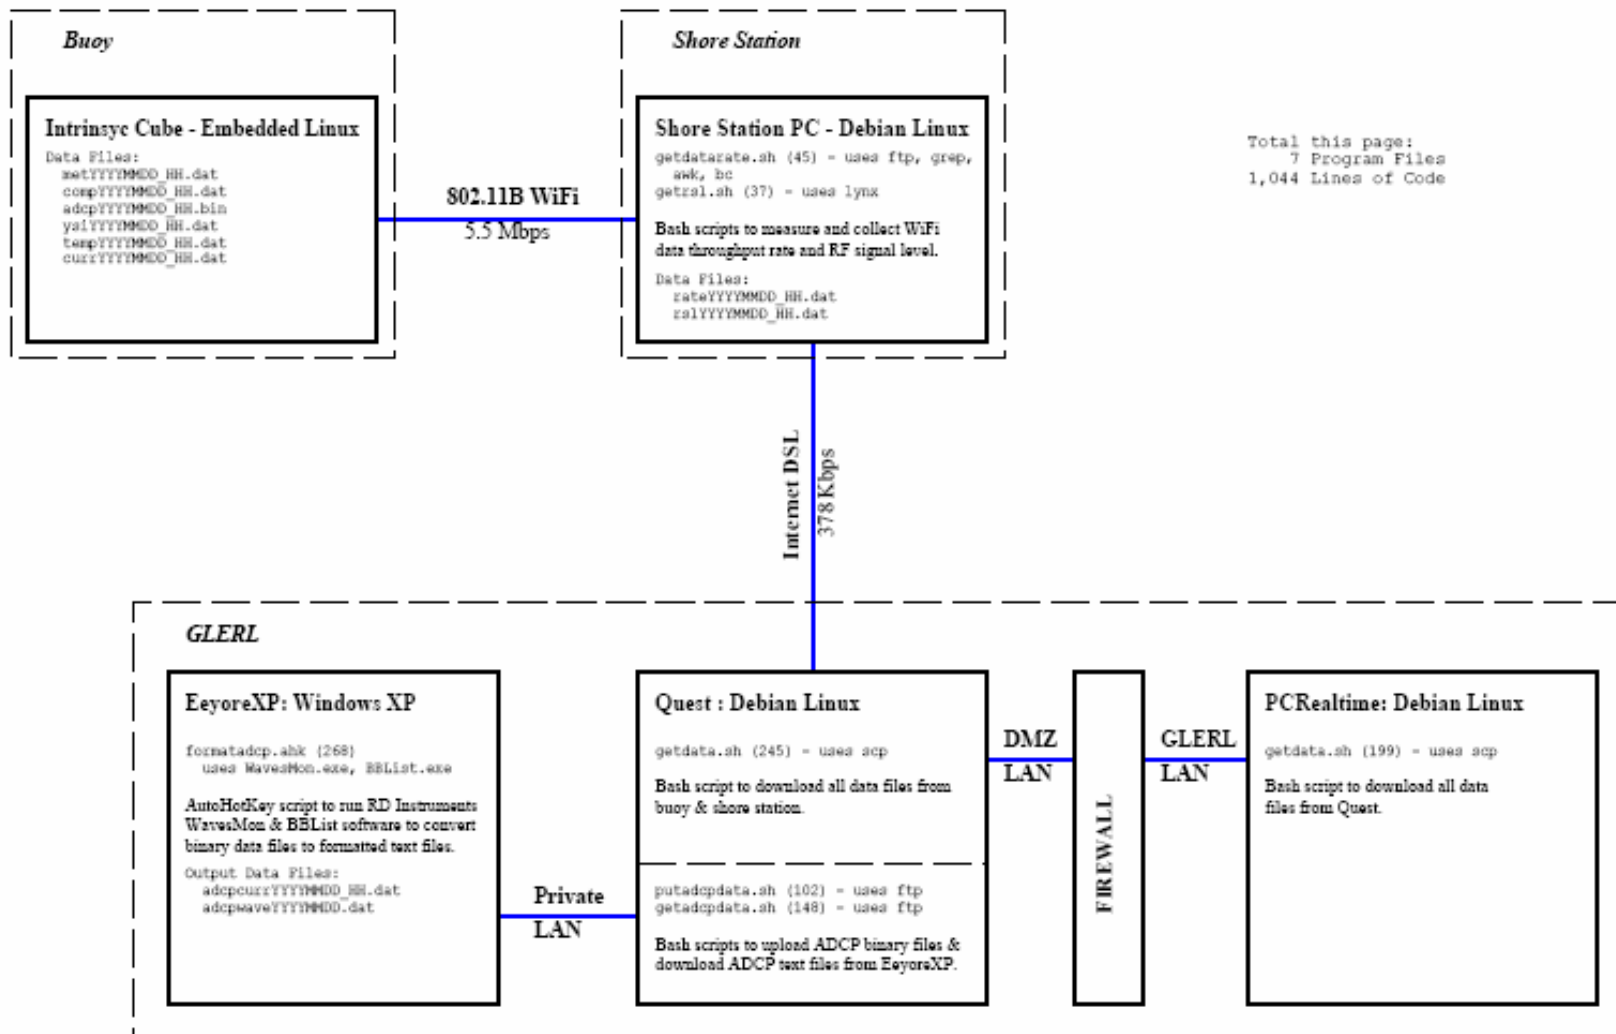 Buoy
Intrinsyc Cube - Embedded Linux
Data Files:
metYYYYMMDD_HH.dat
compYYYYMMDD_HH.dat
adcpYYYYMMDD_HH.bin
ysiYYYYMMDD_HH.dat
tempYYYYMMDD_HH.dat
currYYYYMMDD_HH.dat
802.11B WiFi
5.5 Mbps
Shore Station
Shore Station PC - Debian Linux
getdatarate.sh (45) - uses ftp, grep,
awk, bc
getrsl.sh (37) - uses lynx
Bash scripts to measure and collect WiFi
data throughput rate and RF signal level.
Data Files:
rateYYYYMMDD_HH.dat
rslYYYYMMDD_HH.dat
Total this page:
7 Program Files
1,044 Lines of Code
Internet DSL
378 Kbps
GLERL
EeyoreXP: Windows XP
formatadcp.ahk (268)
uses WavesMon.exe, BBList.exe
AutoHotKey script to run RD Instruments
WavesMon & BBList software to convert
binary data files to formatted text files.
Output Data Files:
adcpcurrYYYYMMDD_HH.dat
adcpwaveYYYYMMDD.dat
Private
LAN
Quest : Debian Linux
getdata.sh (245) - uses scp
Bash script to download all data files from
buoy & shore station.
putadcpdata.sh (102) - uses ftp
getadcpdata.sh (148) - uses ftp
Bash scripts to upload ADCP binary files &
download ADCP text files from EeyoreXP.
DMZ
LAN
FIREWALL
GLERL
LAN
PCRealtime: Debian Linux
getdata.sh (199) - uses scp
Bash script to download all data
files from Quest.